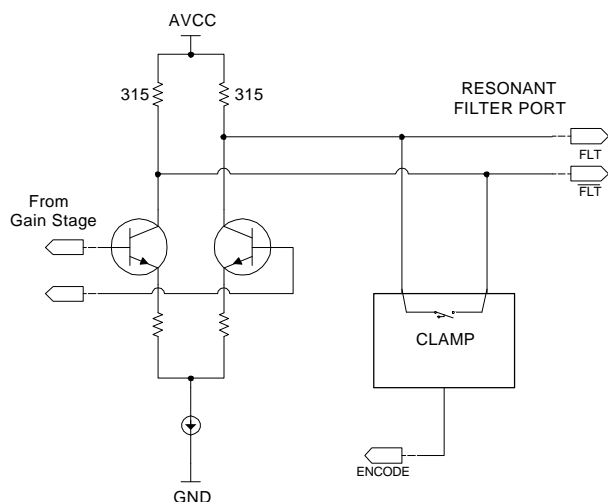 AVCC
315
315
RESONANT
FILTER PORT
FLT
FLT
From
Gain Stage
CLAMP
ENCODE
GND